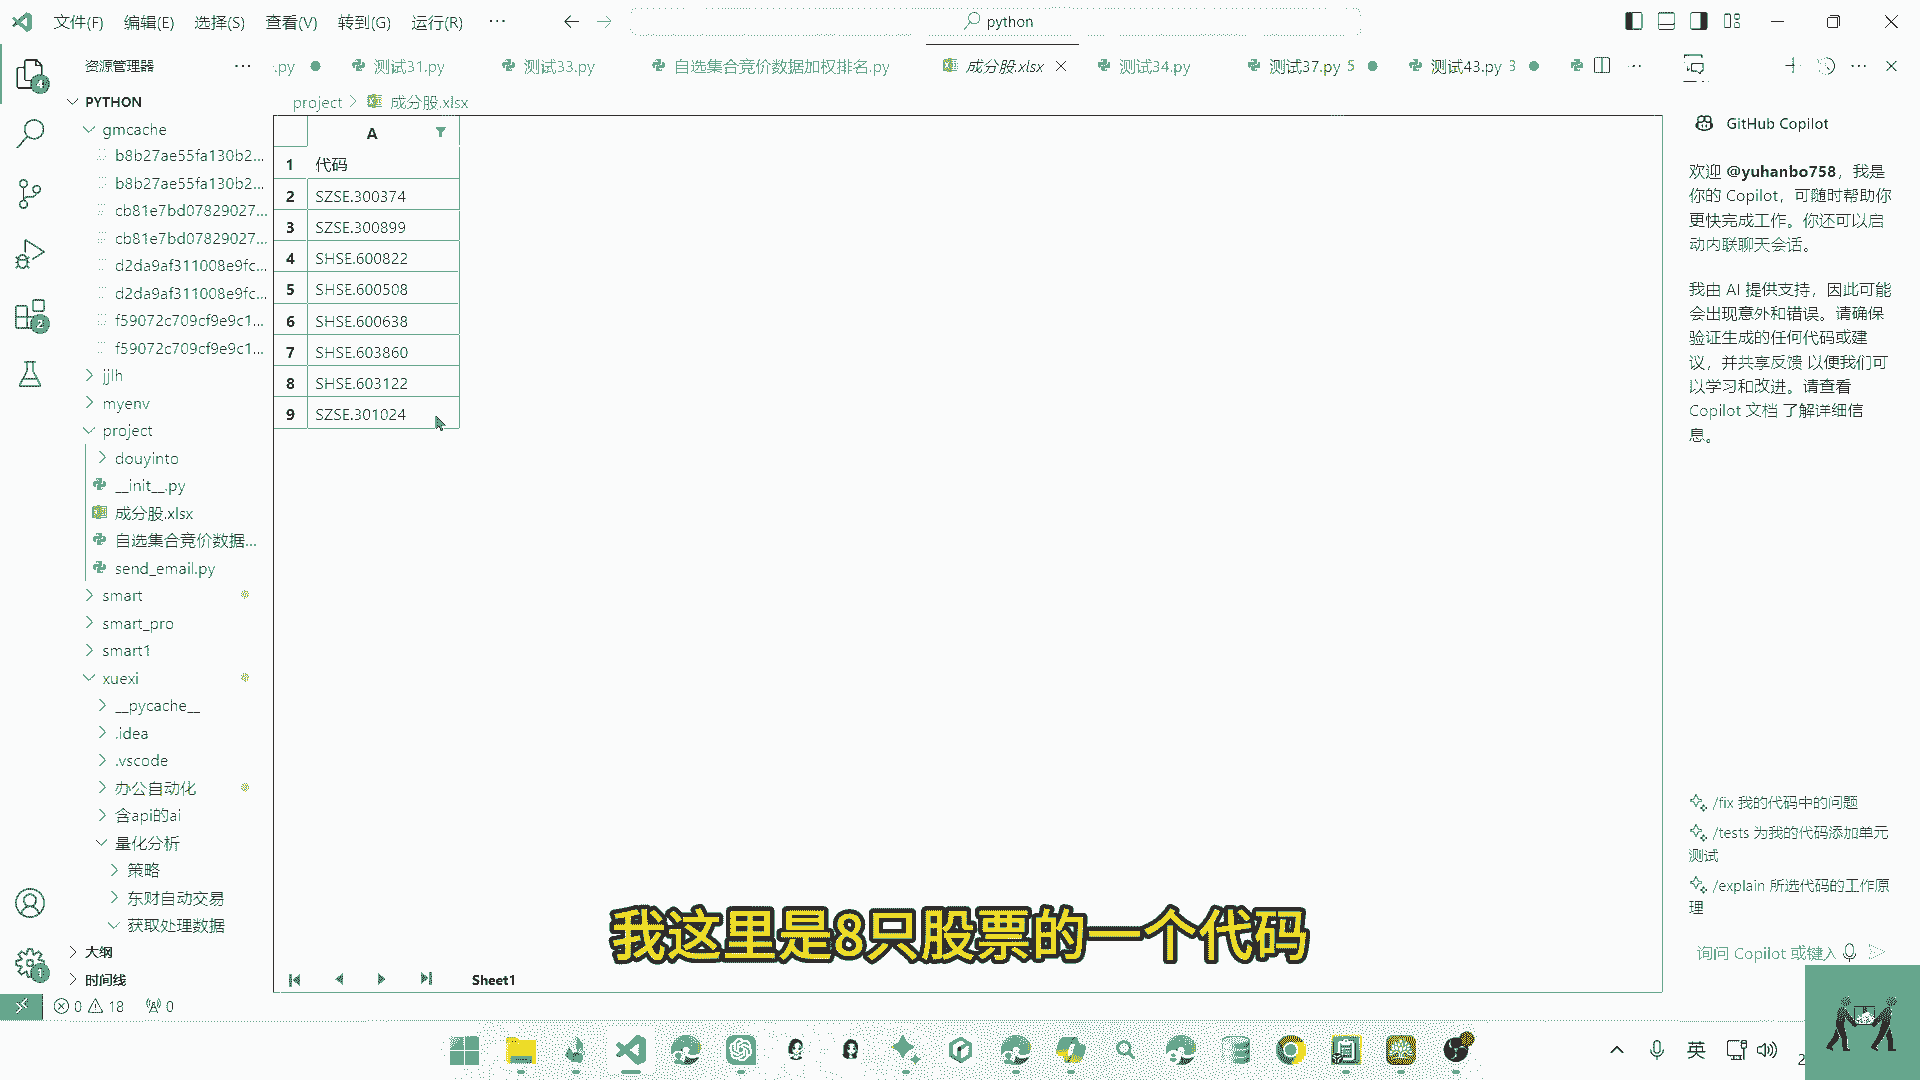 文件(F) 编辑(E) 选择(S) 查看(V) 转到(G) 运行(R) ··· python
资源管理器 ···
.py 测试31.py 测试33.py 自选集合竞价数据加权排名.py 成分股.xlsx 测试34.py 测试37.py 5 测试43.py 3
PYTHON
gmcache
b8b27ae55fa130b2...
b8b27ae55fa130b2...
cb81e7bd07829027...
cb81e7bd07829027...
d2da9af311008e9fc...
d2da9af311008e9fc...
f59072c709cf9e9c1...
f59072c709cf9e9c1...
jjlh
myenv
project
douyinto
__init__.py
成分股.xlsx
自选集合竞价数据...
send_email.py
smart
smart_pro
smart1
xuexi
__pycache__
.idea
.vscode
办公自动化
含api的ai
量化分析
策略
东财自动交易
获取处理数据
大纲
时间线
4
2
1
project > 成分股.xlsx
A
1 代码
2 SZSE.300374
3 SZSE.300899
4 SHSE.600822
5 SHSE.600508
6 SHSE.600638
7 SHSE.603860
8 SHSE.603122
9 SZSE.301024
Sheet1
我这里是8只股票的一个代码
GitHub Copilot
欢迎 @yuhanbo758，我是
你的 Copilot，可随时帮助你
更快完成工作。你还可以启
动内联聊天会话。
我由 AI 提供支持，因此可能
会出现意外和错误。请确保
验证生成的任何代码或建
议，并共享反馈 以便我们可
以学习和改进。请查看
Copilot 文档 了解详细信
息。
/fix 我的代码中的问题
/tests 为我的代码添加单元
测试
/explain 所选代码的工作原
理
询问 Copilot 或键入
0 18 0
英
2